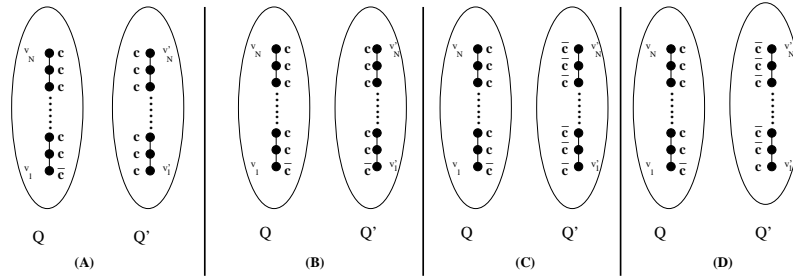 v_N c c v'_N v_N c c v'_N v_N c c̄ v'_N v_N c c̄ v'_N
c c c c c c̄ c c̄
c c c c c c̄ c c̄
c c c c c c̄ c c̄
c c c c c c̄ c c̄
v_1 c̄ c v'_1 v_1 c̄ c̄ v'_1 v_1 c̄ c̄ v'_1 v_1 c̄ c̄ v'_1
Q Q' Q Q' Q Q' Q Q'
(A) (B) (C) (D)